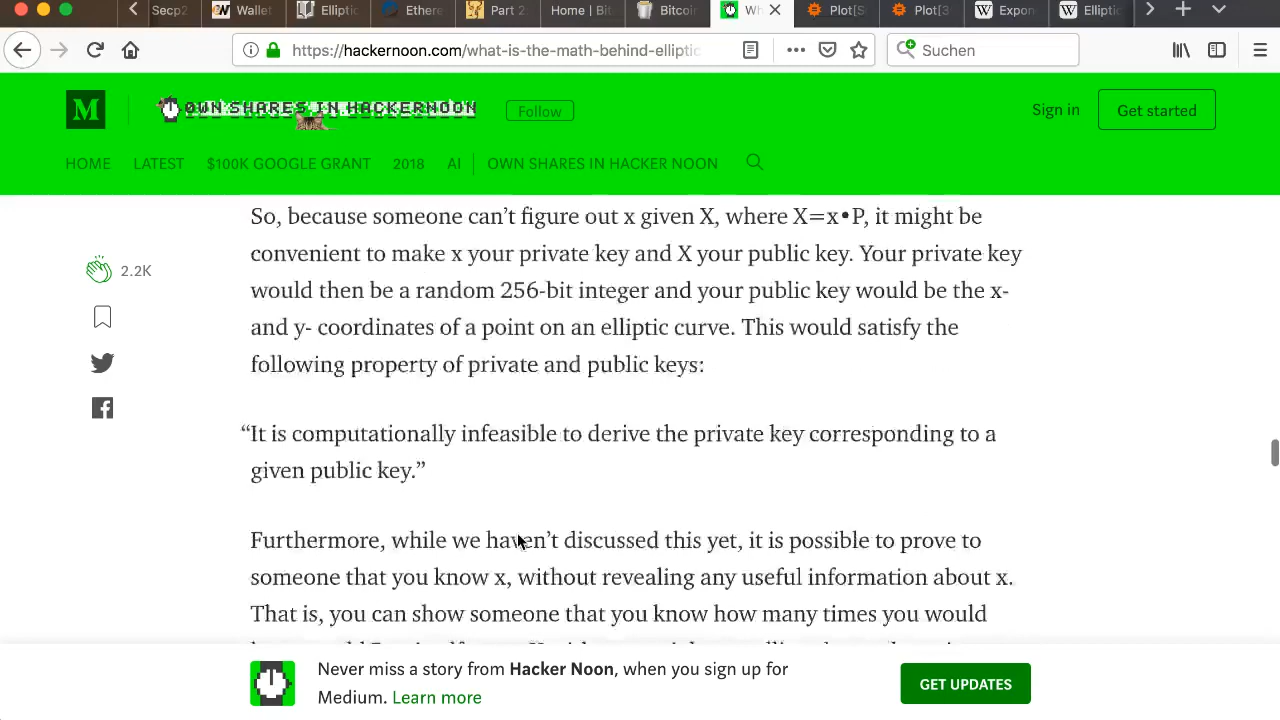 Secp2
Wallet
Ellipti
Ethere
Part 2
Home | Bit
Bitcoi
Wh
Plot[S
Plot[3
Expon
Ellipti
https://hackernoon.com/what-is-the-math-behind-elliptic
Suchen
M
OWN SHARES IN HACKERNOON
Follow
Sign in
Get started
HOME
LATEST
$100K GOOGLE GRANT
2018
AI
OWN SHARES IN HACKER NOON
So, because someone can’t figure out x given X, where X=x•P, it might be
convenient to make x your private key and X your public key. Your private key
would then be a random 256-bit integer and your public key would be the x-
and y- coordinates of a point on an elliptic curve. This would satisfy the
following property of private and public keys:
2.2K
“It is computationally infeasible to derive the private key corresponding to a
given public key.”
Furthermore, while we haven’t discussed this yet, it is possible to prove to
someone that you know x, without revealing any useful information about x.
That is, you can show someone that you know how many times you would
Never miss a story from Hacker Noon, when you sign up for
Medium. Learn more
GET UPDATES